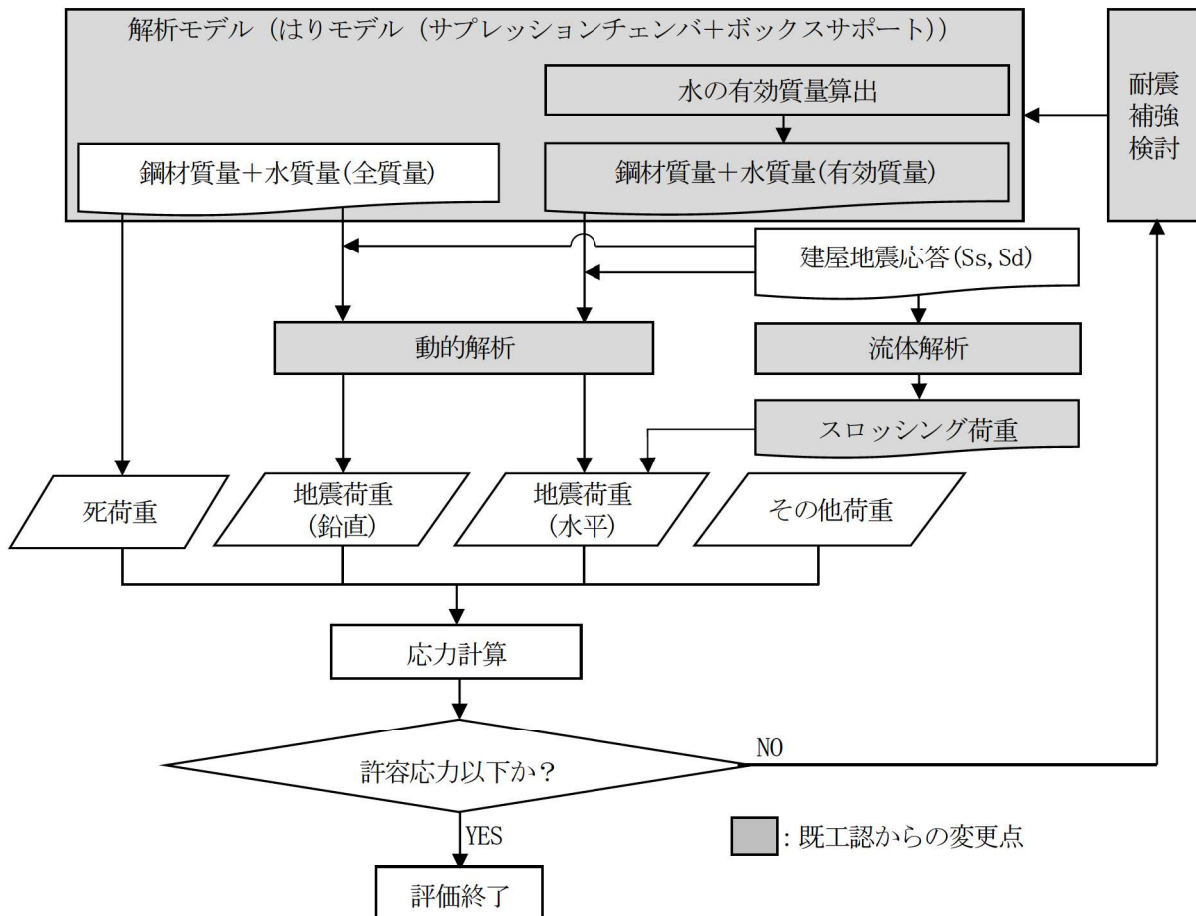 解析モデル（はりモデル（サプレッションチェンバ＋ボックスサポート））
水の有効質量算出
耐震
補強
検討
鋼材質量＋水質量(全質量)
鋼材質量＋水質量(有効質量)
建屋地震応答(Ss,Sd)
動的解析
流体解析
スロッシング荷重
死荷重
地震荷重
(鉛直)
地震荷重
(水平)
その他荷重
応力計算
許容応力以下か？
NO
YES
：既工認からの変更点
評価終了